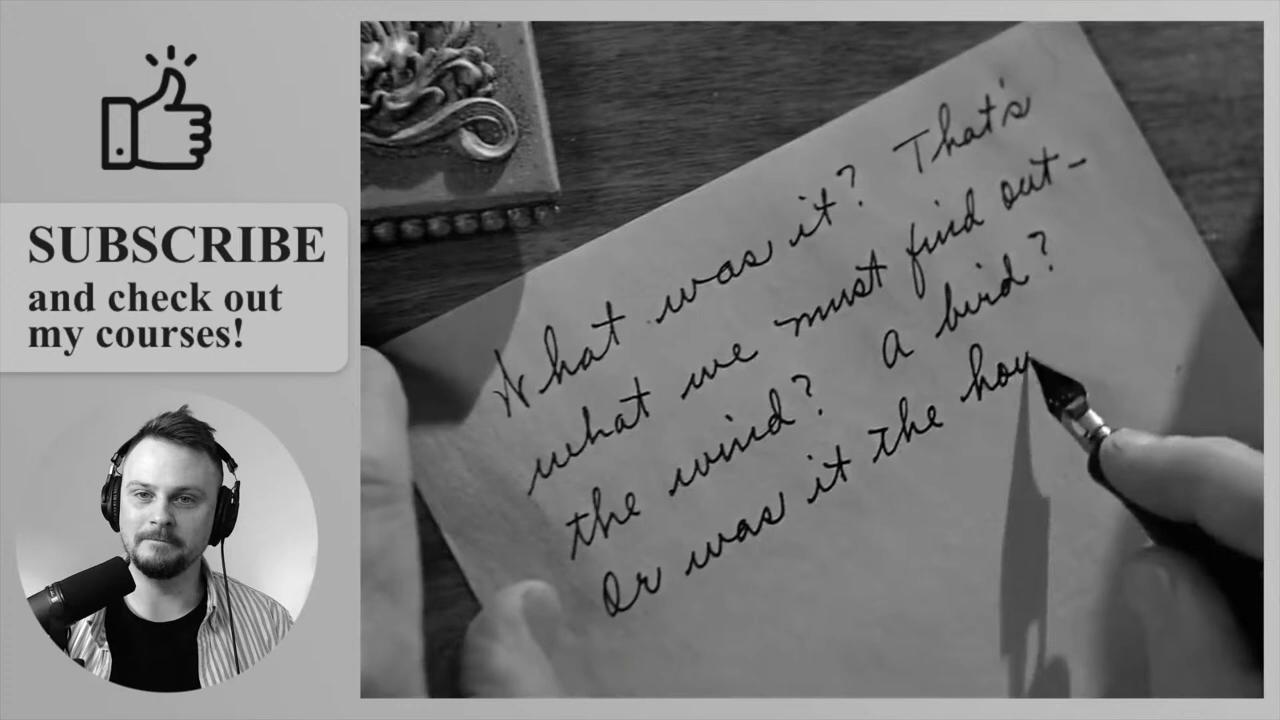 SUBSCRIBE
and check out
my courses!
What was it? That's
what we must find out-
the wind? A bird?
Or was it the hou